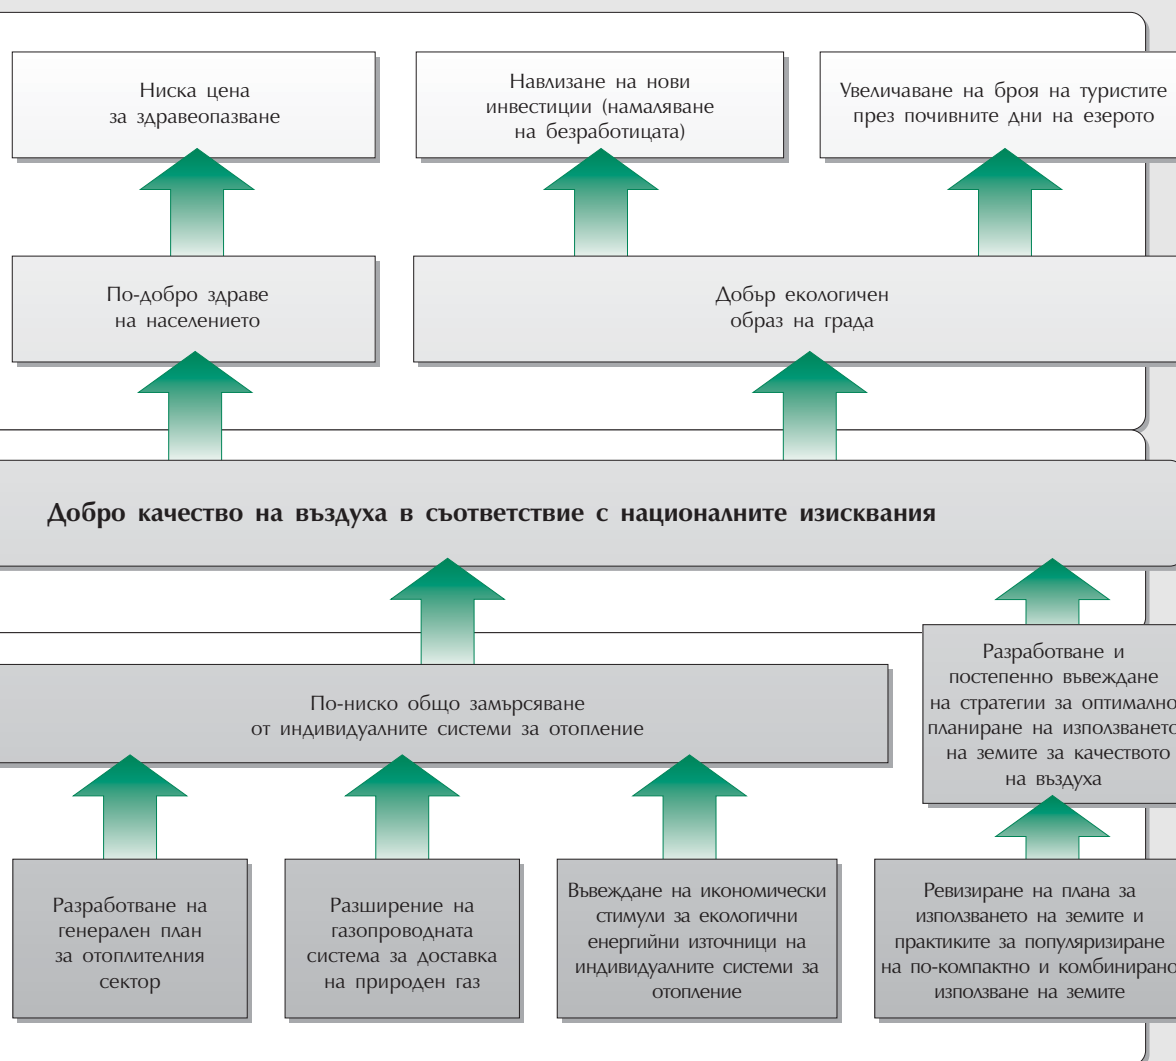 Ниска цена
за здравеопазване
Навлизане на нови
инвестиции (намаляване
на безработицата)
Увеличаване на броя на туристите
през почивните дни на езерото
По-добро здраве
на населението
Добър екологичен
образ на града
Добро качество на въздуха в съответствие с националните изисквания
По-ниско общо замърсяване
от индивидуалните системи за отопление
Разработване и
постепенно въвеждане
на стратегии за оптимално
планиране на използването
на земите за качеството
на въздуха
Разработване на
генерален план
за отоплителния
сектор
Разширение на
газопроводната
система за доставка
на природен газ
Въвеждане на икономически
стимули за екологични
енергийни източници на
индивидуалните системи за
отопление
Ревизиране на плана за
използването на земите и
практиките за популяризиране
на по-компактно и комбинирано
използване на земите